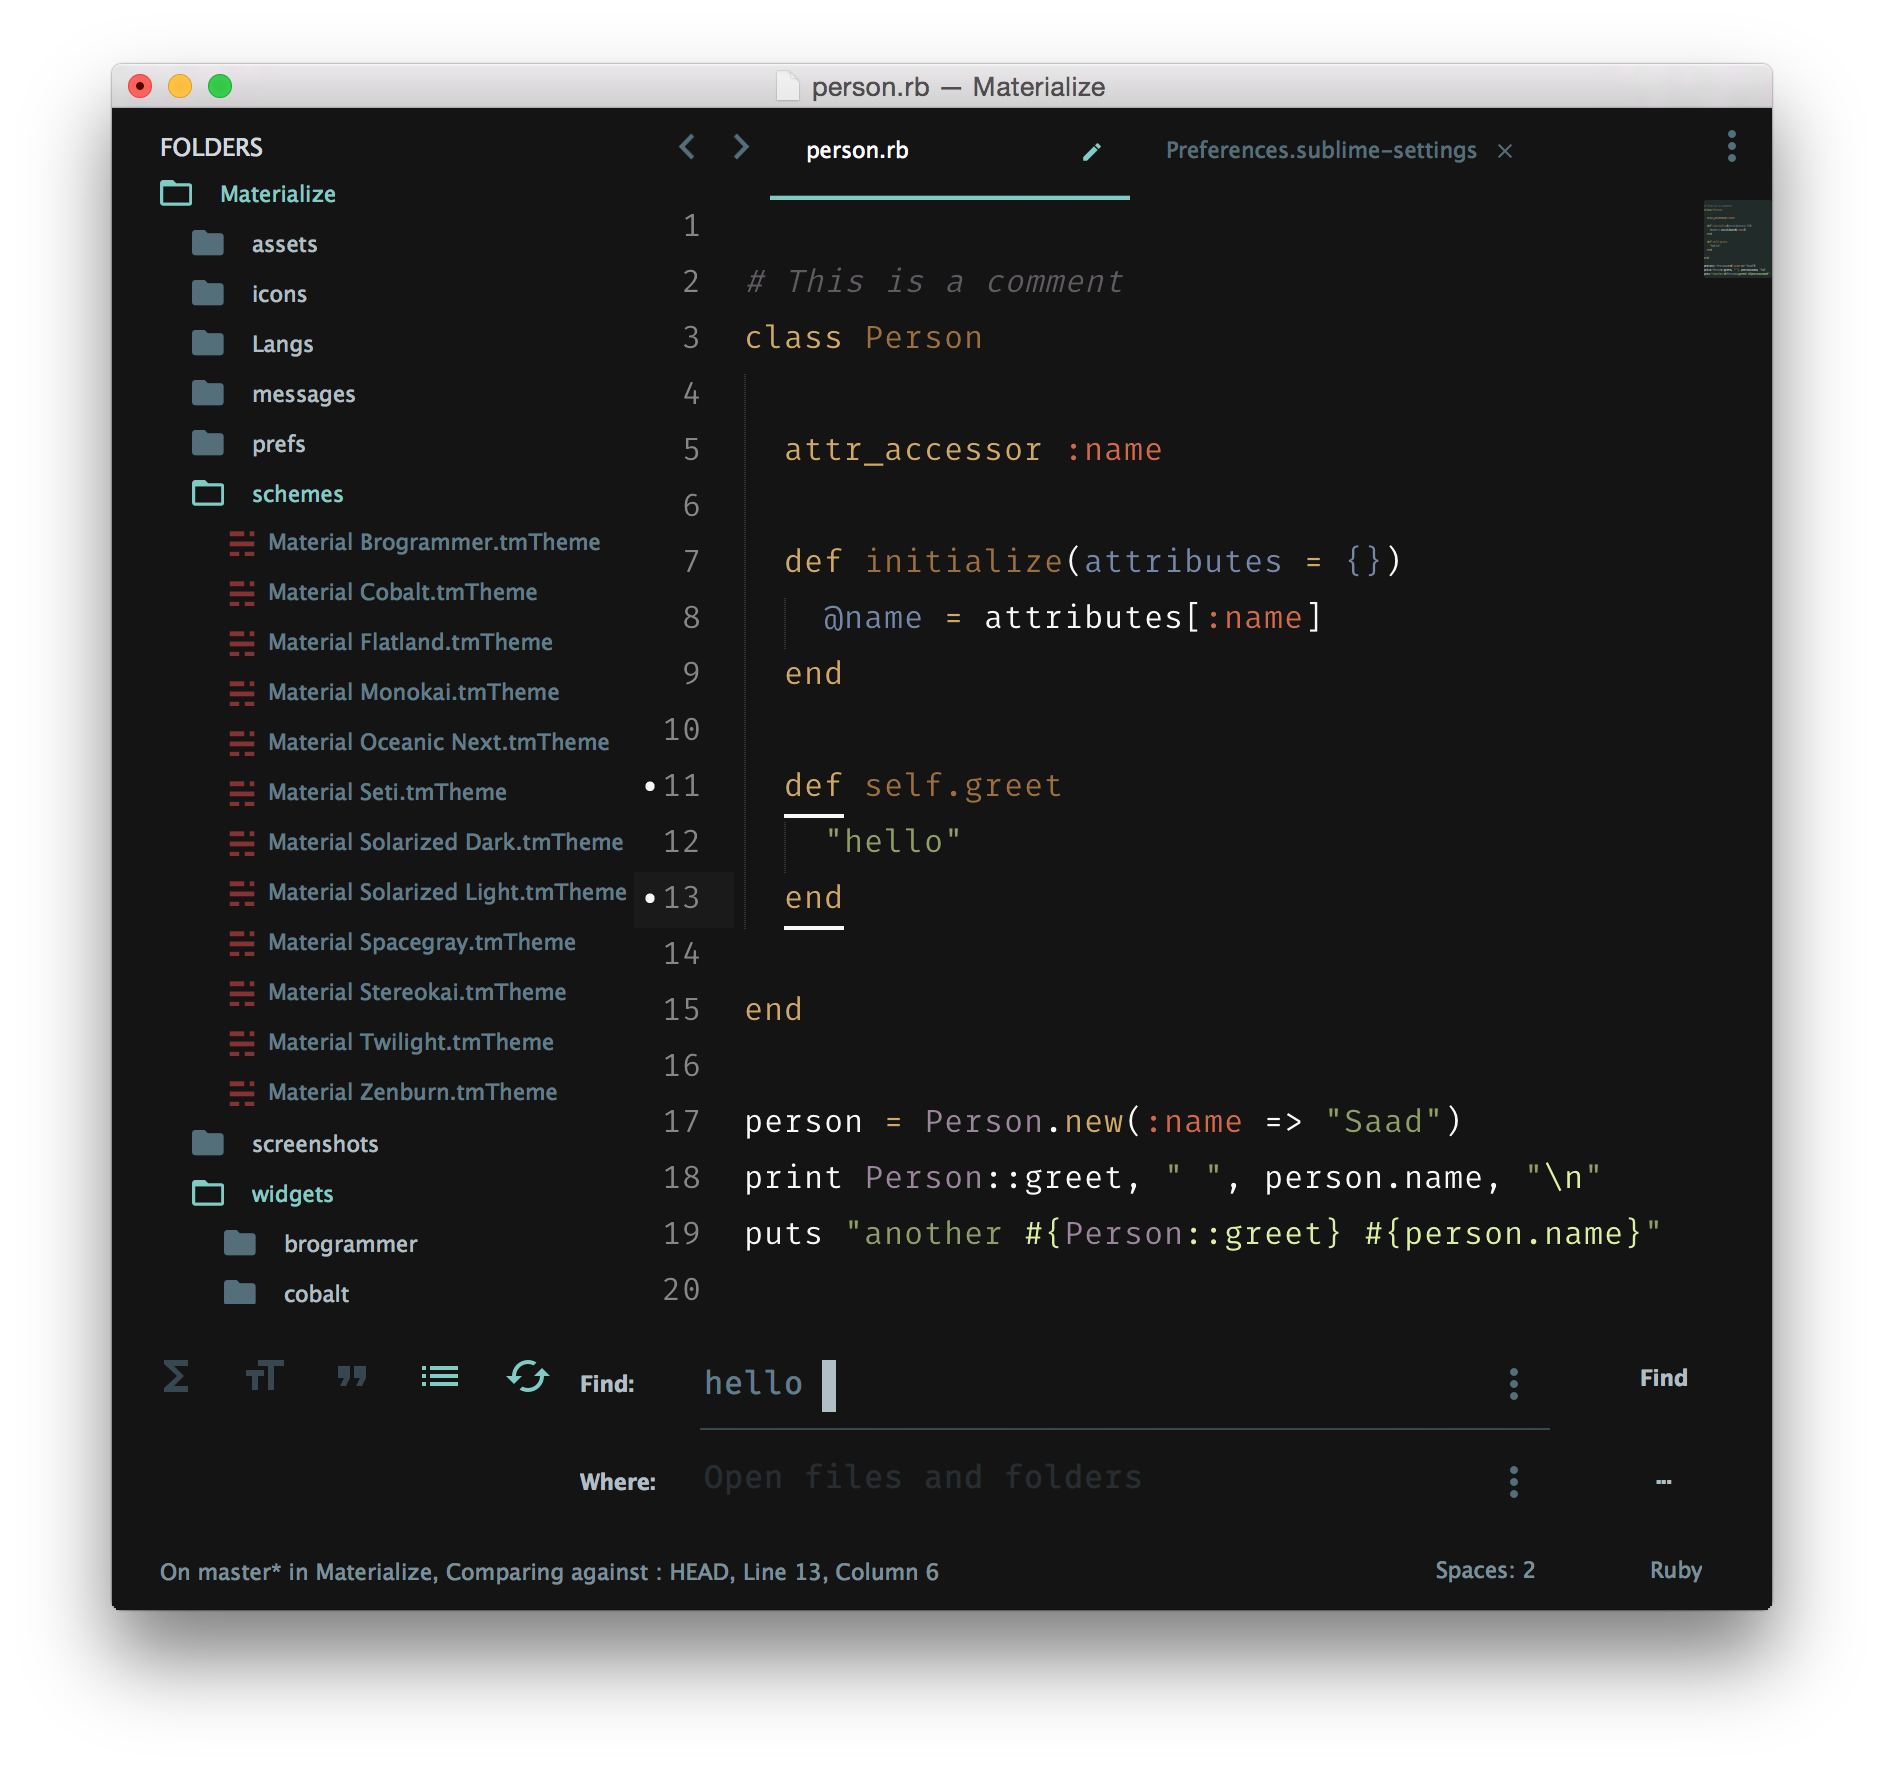 person.rb — Materialize
FOLDERS
Materialize
assets
icons
Langs
messages
prefs
schemes
Material Brogrammer.tmTheme
Material Cobalt.tmTheme
Material Flatland.tmTheme
Material Monokai.tmTheme
Material Oceanic Next.tmTheme
Material Seti.tmTheme
Material Solarized Dark.tmTheme
Material Solarized Light.tmTheme
Material Spacegray.tmTheme
Material Stereokai.tmTheme
Material Twilight.tmTheme
Material Zenburn.tmTheme
screenshots
widgets
brogrammer
cobalt
person.rb
Preferences.sublime-settings
1
2 # This is a comment
3 class Person
4
5 attr_accessor :name
6
7 def initialize(attributes = {})
8 @name = attributes[:name]
9 end
10
11 def self.greet
12 "hello"
13 end
14
15 end
16
17 person = Person.new(:name => "Saad")
18 print Person::greet, " ", person.name, "\n"
19 puts "another #{Person::greet} #{person.name}"
20
Find: hello Find
Where: Open files and folders ...
On master* in Materialize, Comparing against : HEAD, Line 13, Column 6 Spaces: 2 Ruby